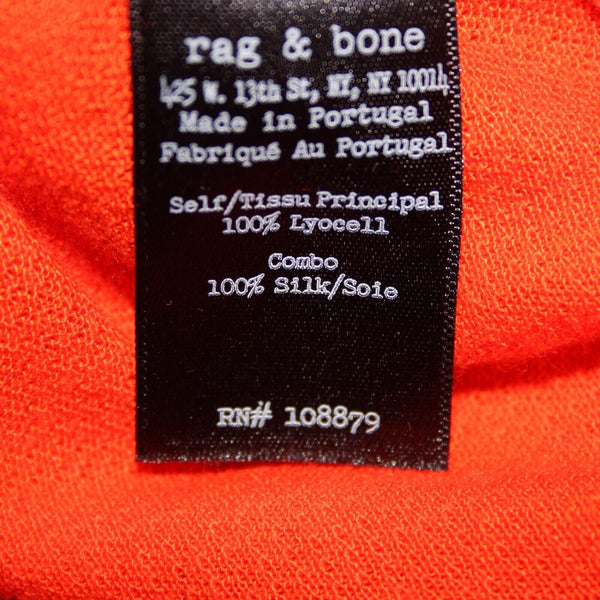 rag & bone
425 W. 13th St, NY, NY 10014
Made in Portugal
Fabriqué Au Portugal
Self/Tissu Principal
100% Lyocell
Combo
100% Silk/Soie
RN# 108879